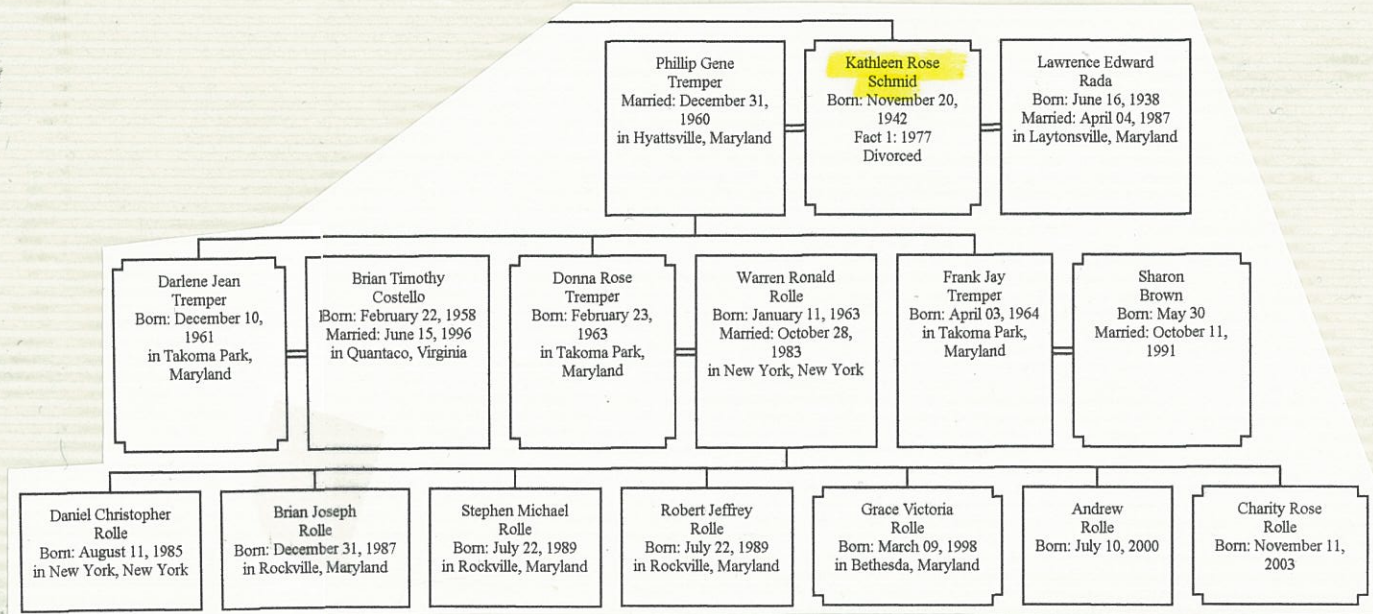 Phillip Gene
Tremper
Married: December 31,
1960
in Hyattsville, Maryland
Kathleen Rose
Schmid
Born: November 20,
1942
Fact 1: 1977
Divorced
Lawrence Edward
Rada
Born: June 16, 1938
Married: April 04, 1987
in Laytonsville, Maryland
Darlene Jean
Tremper
Born: December 10,
1961
in Takoma Park,
Maryland
Brian Timothy
Costello
Born: February 22, 1958
Married: June 15, 1996
in Quantaco, Virginia
Donna Rose
Tremper
Born: February 23,
1963
in Takoma Park,
Maryland
Warren Ronald
Rolle
Born: January 11, 1963
Married: October 28,
1983
in New York, New York
Frank Jay
Tremper
Born: April 03, 1964
in Takoma Park,
Maryland
Sharon
Brown
Born: May 30
Married: October 11,
1991
Daniel Christopher
Rolle
Born: August 11, 1985
in New York, New York
Brian Joseph
Rolle
Born: December 31, 1987
in Rockville, Maryland
Stephen Michael
Rolle
Born: July 22, 1989
in Rockville, Maryland
Robert Jeffrey
Rolle
Born: July 22, 1989
in Rockville, Maryland
Grace Victoria
Rolle
Born: March 09, 1998
in Bethesda, Maryland
Andrew
Rolle
Born: July 10, 2000
Charity Rose
Rolle
Born: November 11,
2003